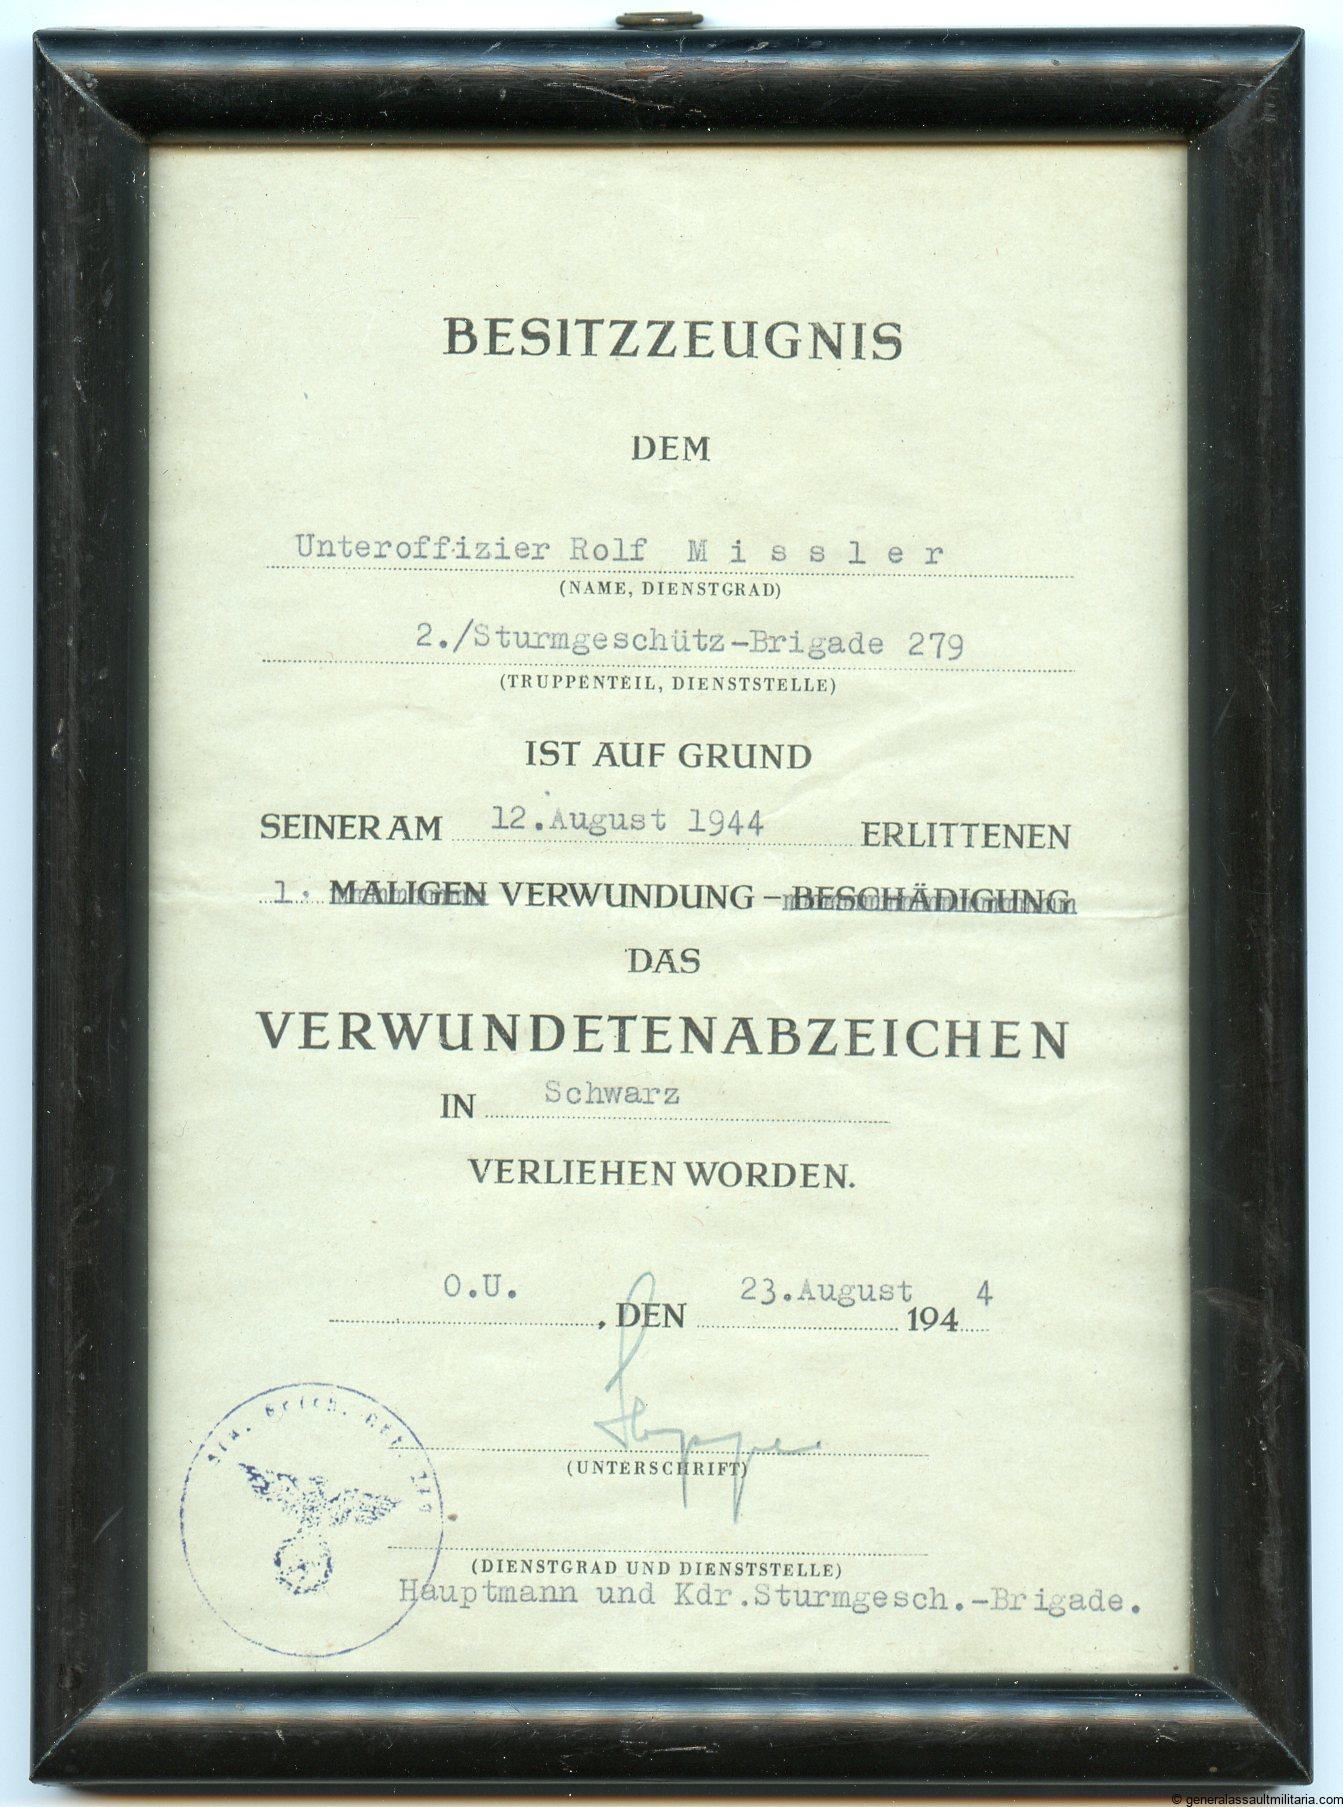 BESITZZEUGNIS
DEM
Unteroffizier Rolf M i s s l e r
(NAME, DIENSTGRAD)
2./Sturmgeschütz-Brigade 279
(TRUPPENTEIL, DIENSTSTELLE)
IST AUF GRUND
SEINER AM 12.August 1944 ERLITTENEN
1. MALIGEN VERWUNDUNG – BESCHÄDIGUNG
DAS
VERWUNDETENABZEICHEN
IN Schwarz
VERLIEHEN WORDEN.
O.U. , DEN 23.August 1944
(UNTERSCHRIFT)
(DIENSTGRAD UND DIENSTSTELLE)
Hauptmann und Kdr.Sturmgesch.-Brigade.
© generalassaultmilitaria.com